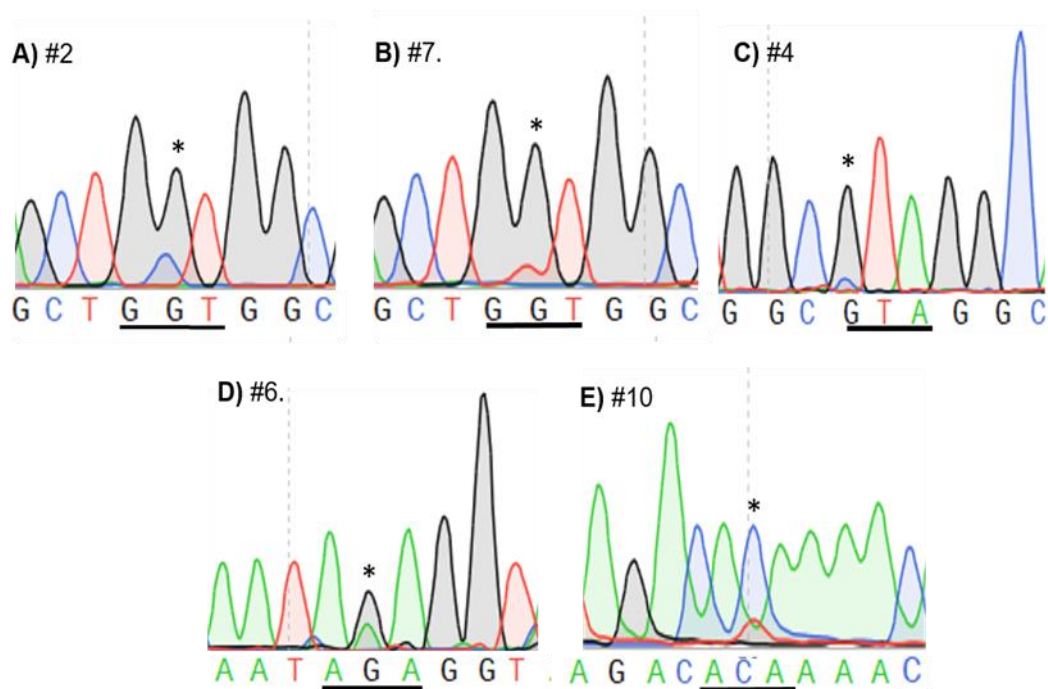 A) #2
*
G C T G G T G G C
B) #7.
*
G C T G G T G G C
C) #4
*
G G C G T A G G C
D) #6.
*
A A T A G A G G T
E) #10
*
A G A C A C A A A A C